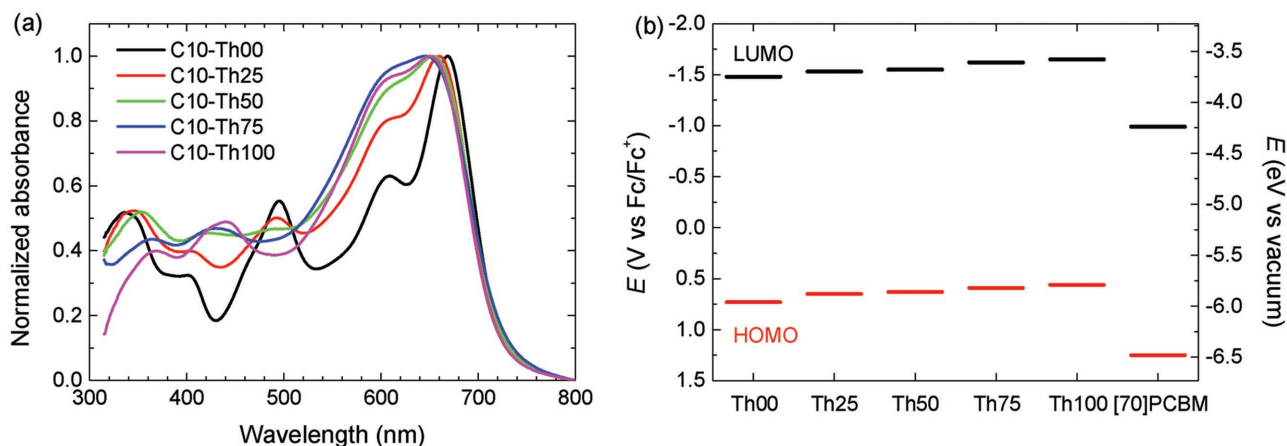 (a)
C10-Th00
C10-Th25
C10-Th50
C10-Th75
C10-Th100
Normalized absorbance
1.0
0.8
0.6
0.4
0.2
0.0
300 400 500 600 700 800
Wavelength (nm)
(b)
LUMO
HOMO
E (V vs Fc/Fc⁺)
-2.0
-1.5
-1.0
-0.5
0.0
0.5
1.0
1.5
Th00 Th25 Th50 Th75 Th100 [70]PCBM
-3.5
-4.0
-4.5
-5.0
-5.5
-6.0
-6.5
E (eV vs vacuum)